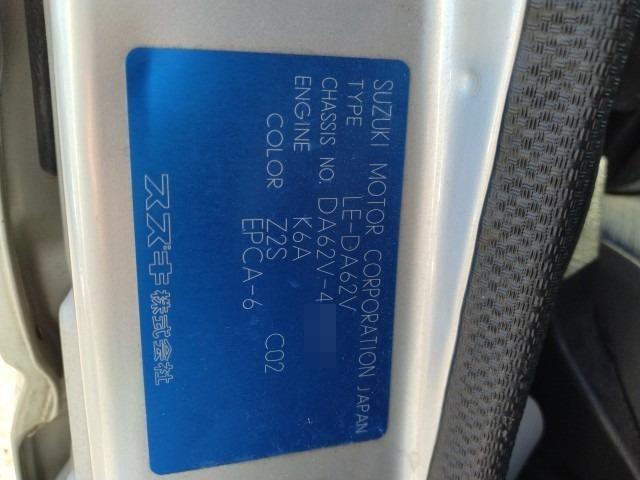 SUZUKI MOTOR CORPORATION JAPAN
TYPE LE-DA62V
CHASSIS NO. DA62V-4
ENGINE K6A
COLOR Z2S C02
EPCA-6
スズキ株式会社